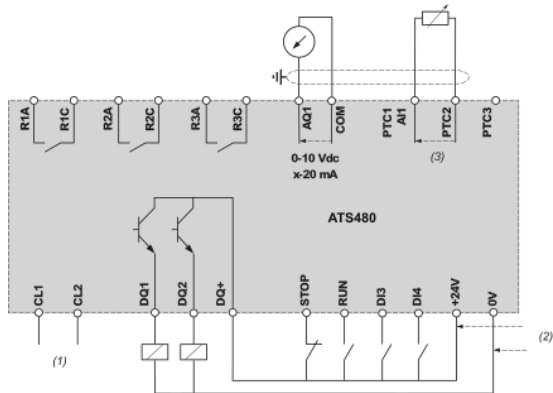 R1A R1C R2A R2C R3A R3C AQ1 COM PTC1 AI1 PTC2 PTC3
(3)
0-10 Vdc
x-20 mA
ATS480
CL1 CL2 DQ1 DQ2 DQ+ STOP RUN DI3 DI4 +24V 0V
(1)
(2)